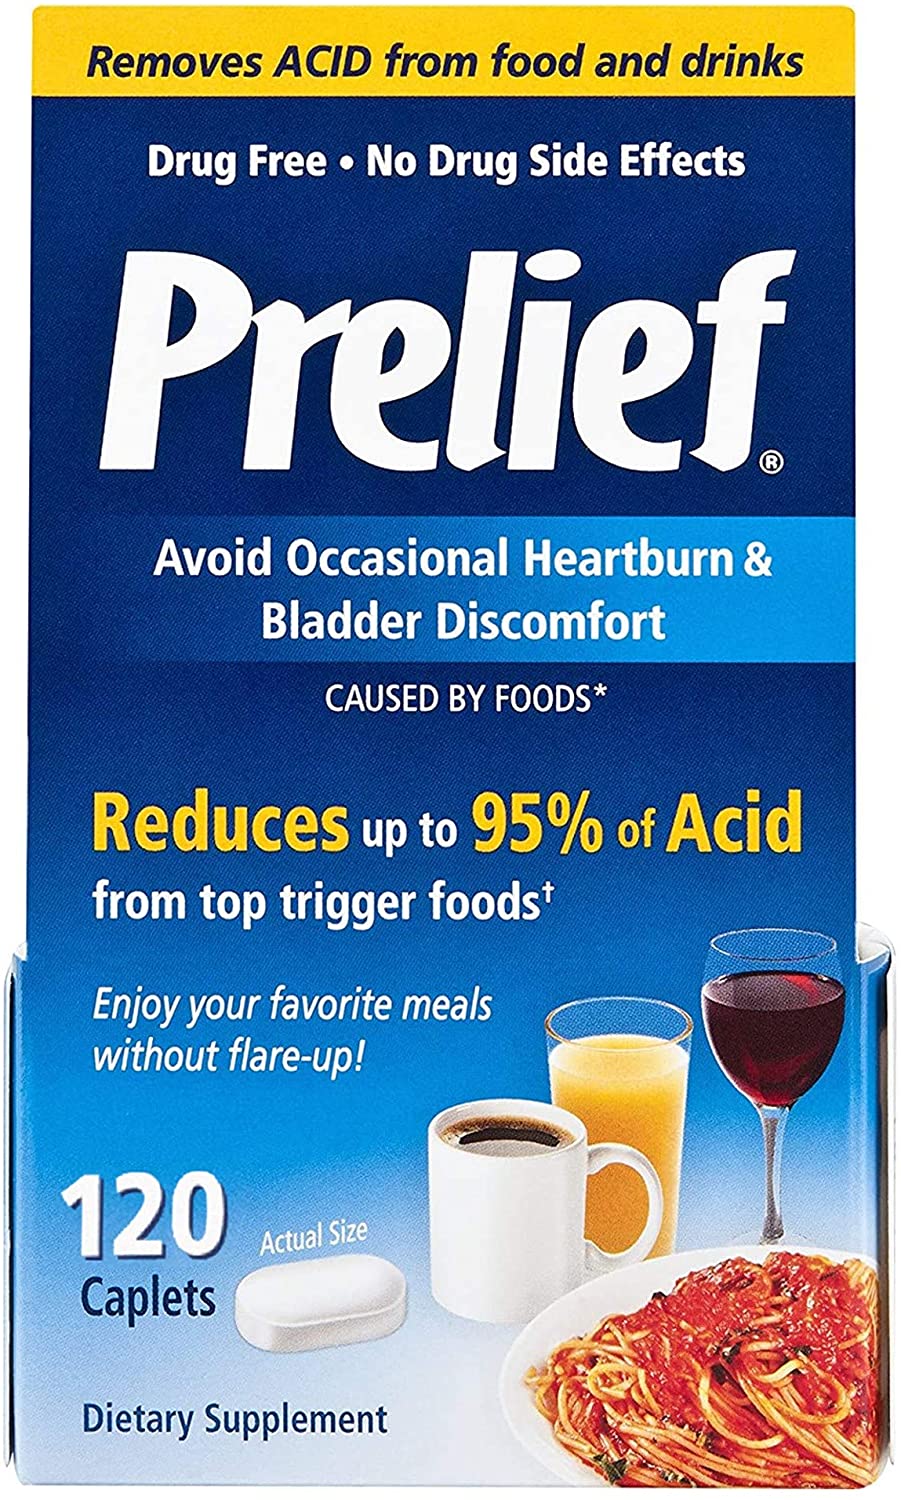 Removes ACID from food and drinks
Drug Free • No Drug Side Effects
Prelief®
Avoid Occasional Heartburn &
Bladder Discomfort
CAUSED BY FOODS*
Reduces up to 95% of Acid
from top trigger foods†
Enjoy your favorite meals
without flare-up!
120
Actual Size
Caplets
Dietary Supplement